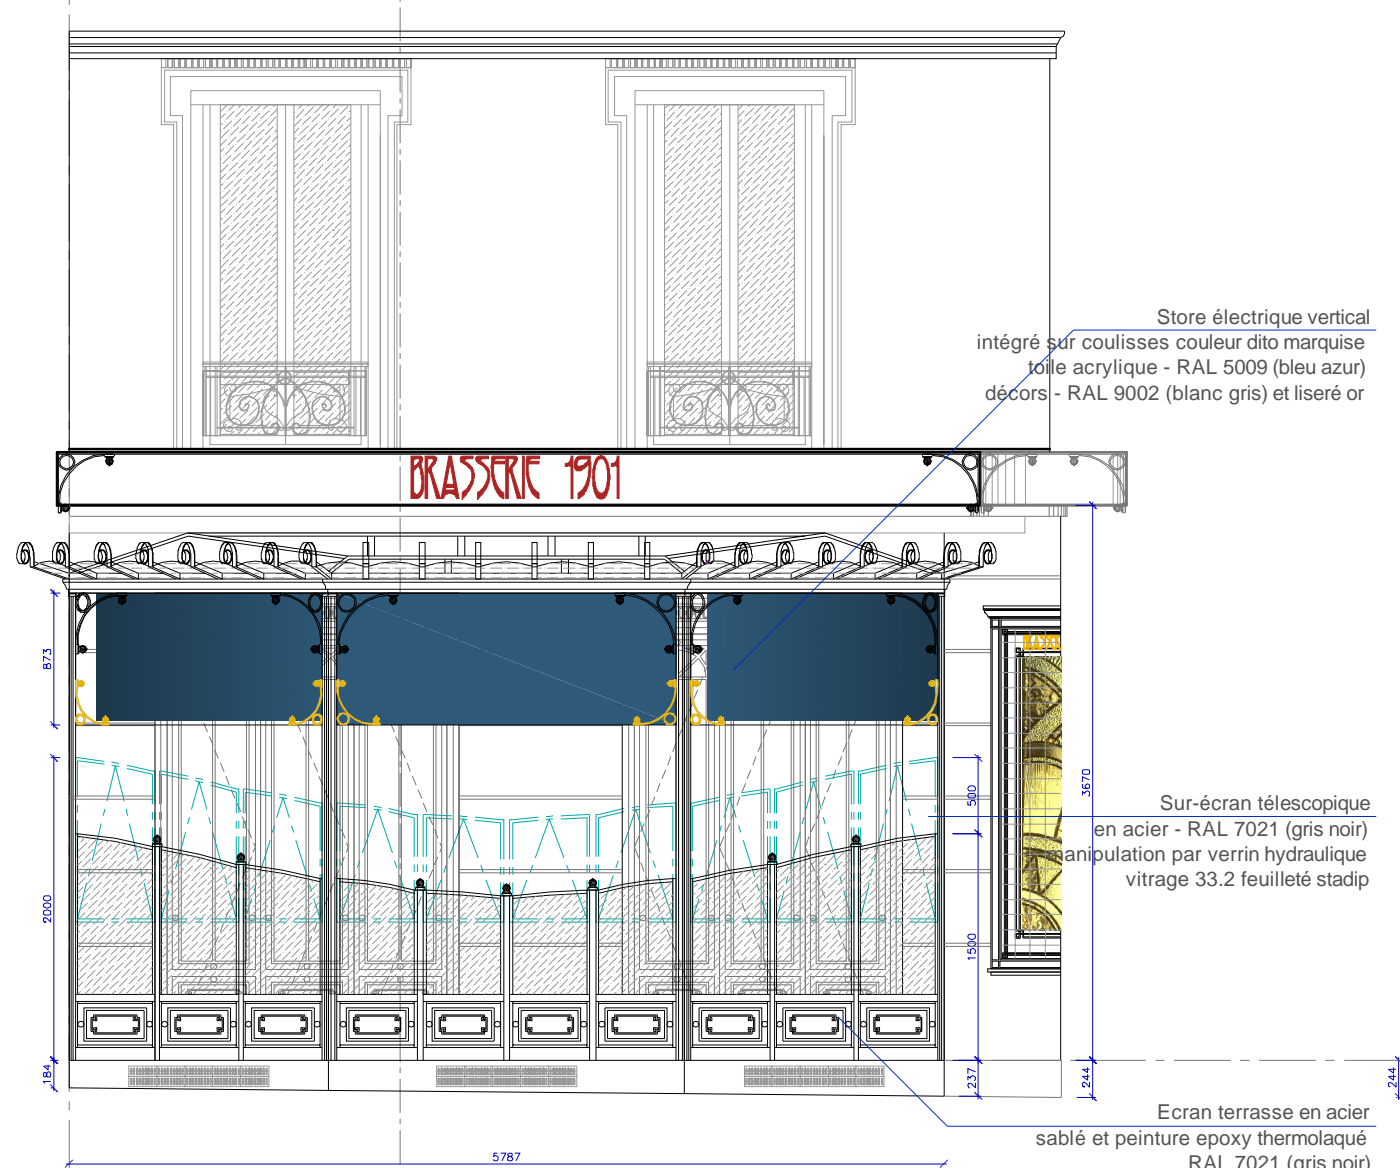 Store électrique vertical
intégré sur coulisses couleur dito marquise
toile acrylique - RAL 5009 (bleu azur)
décors - RAL 9002 (blanc gris) et liseré or
BRASSERIE 1901
873
2000
184
500
1500
237
3670
244
244
5787
Sur-écran télescopique
en acier - RAL 7021 (gris noir)
manipulation par verrin hydraulique
vitrage 33.2 feuilleté stadip
Ecran terrasse en acier
sablé et peinture epoxy thermolaqué
RAL 7021 (gris noir)